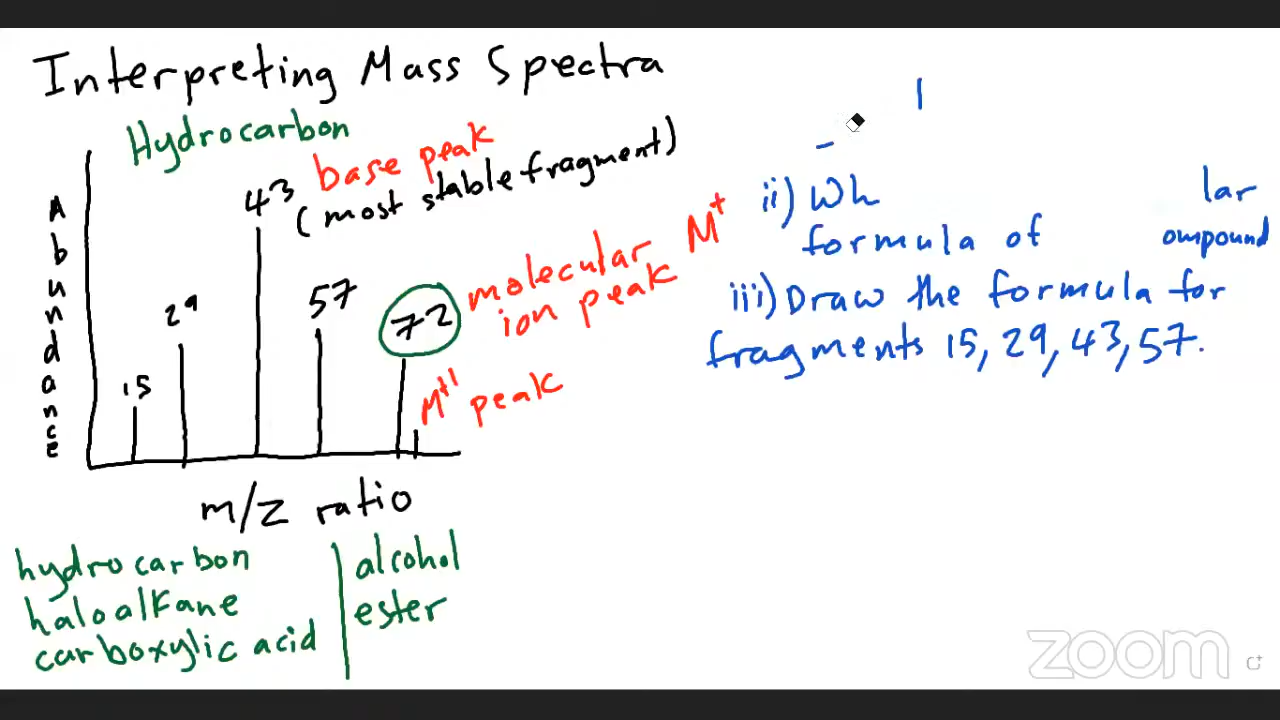 Interpreting Mass Spectra
Hydrocarbon
base peak
(most stable fragment)
43
29
57
72
15
molecular
ion peak M+
M+1 peak
Abundance
m/z ratio
hydrocarbon
haloalkane
carboxylic acid
alcohol
ester
ii) Wh lar
formula of ompound
iii) Draw the formula for
fragments 15, 29, 43, 57.
zoom